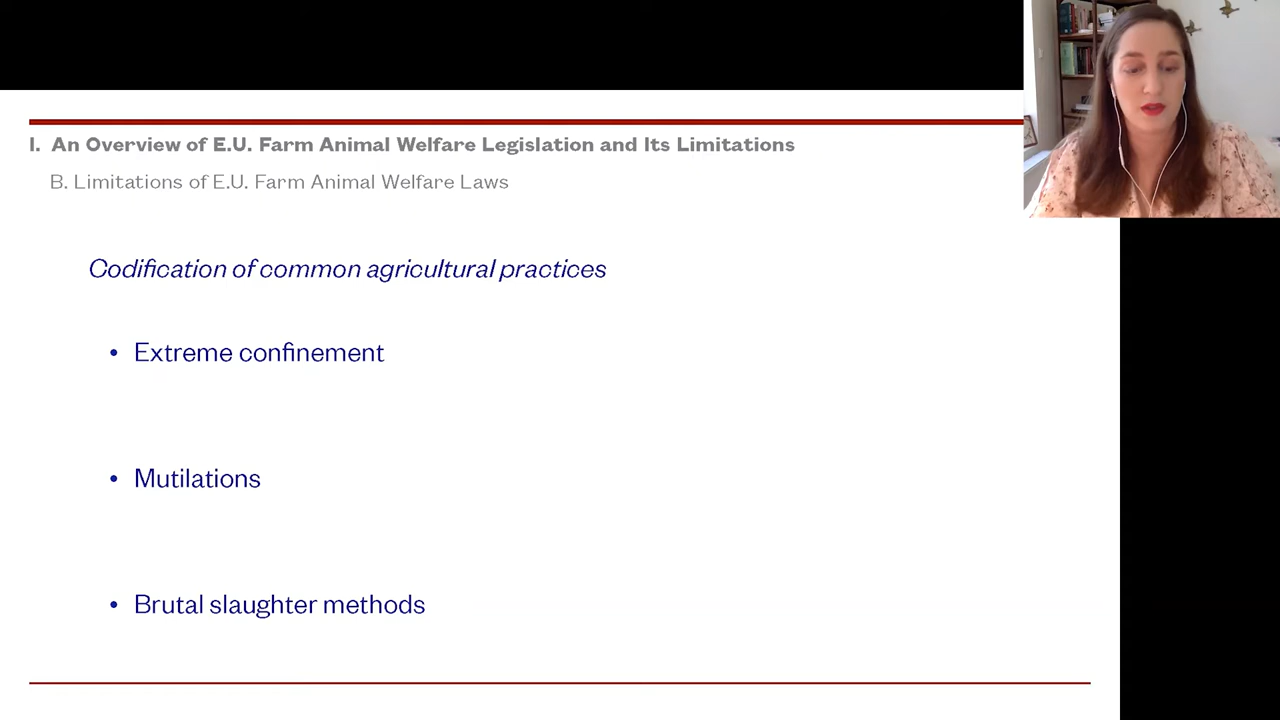 I. An Overview of E.U. Farm Animal Welfare Legislation and Its Limitations
B. Limitations of E.U. Farm Animal Welfare Laws
Codification of common agricultural practices
• Extreme confinement
• Mutilations
• Brutal slaughter methods